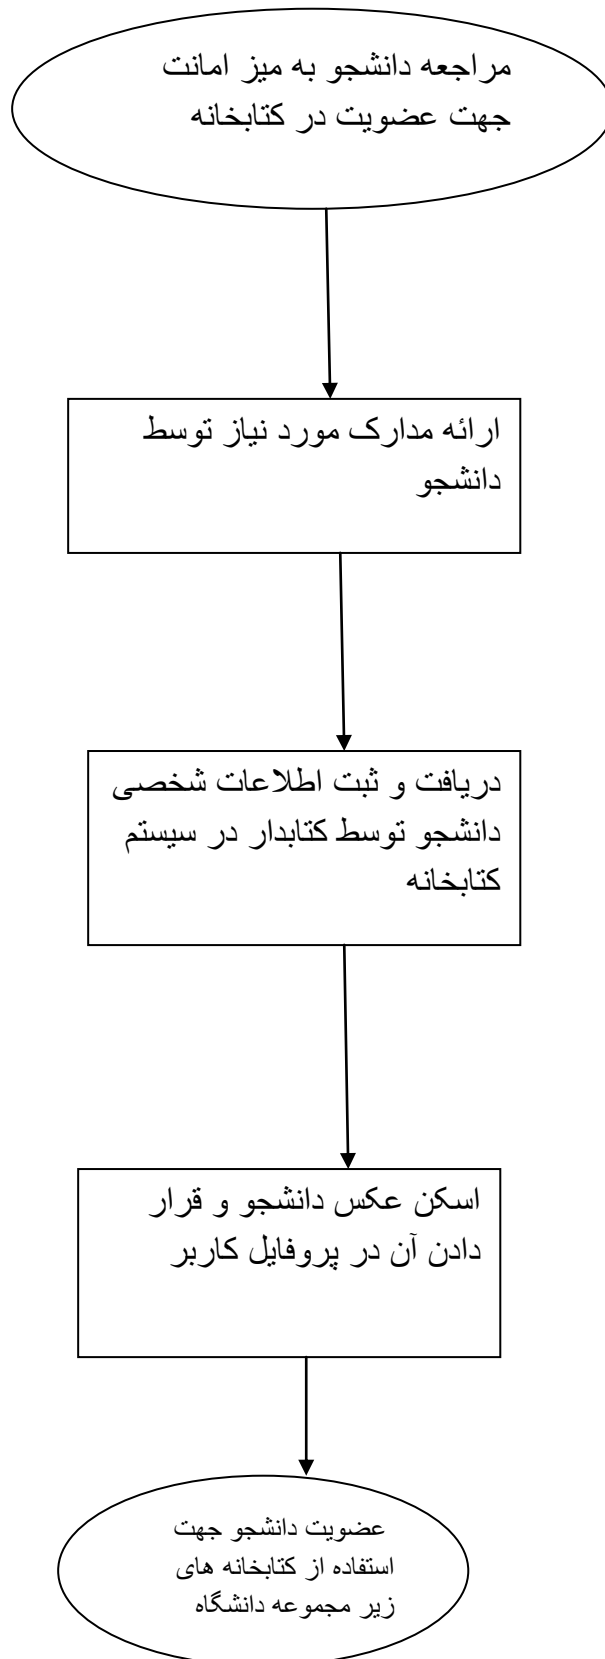 مراجعه دانشجو به میز امانت
جهت عضویت در کتابخانه
ارائه مدارک مورد نیاز توسط
دانشجو
دریافت و ثبت اطلاعات شخصی
دانشجو توسط کتابدار در سیستم
کتابخانه
اسکن عکس دانشجو و قرار
دادن آن در پروفایل کاربر
عضویت دانشجو جهت
استفاده از کتابخانه های
زیر مجموعه دانشگاه